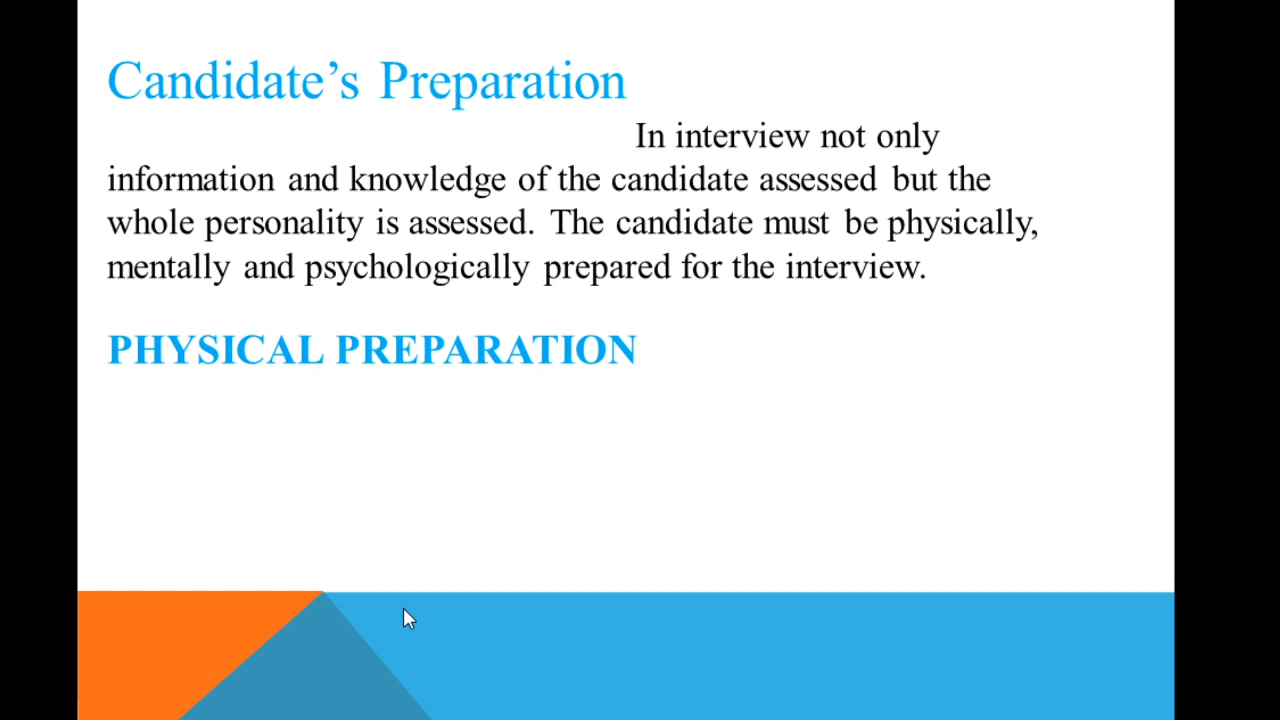 Candidate’s Preparation
In interview not only
information and knowledge of the candidate assessed but the
whole personality is assessed. The candidate must be physically,
mentally and psychologically prepared for the interview.
PHYSICAL PREPARATION